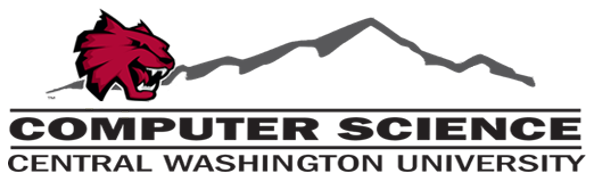 COMPUTER SCIENCE
CENTRAL WASHINGTON UNIVERSITY